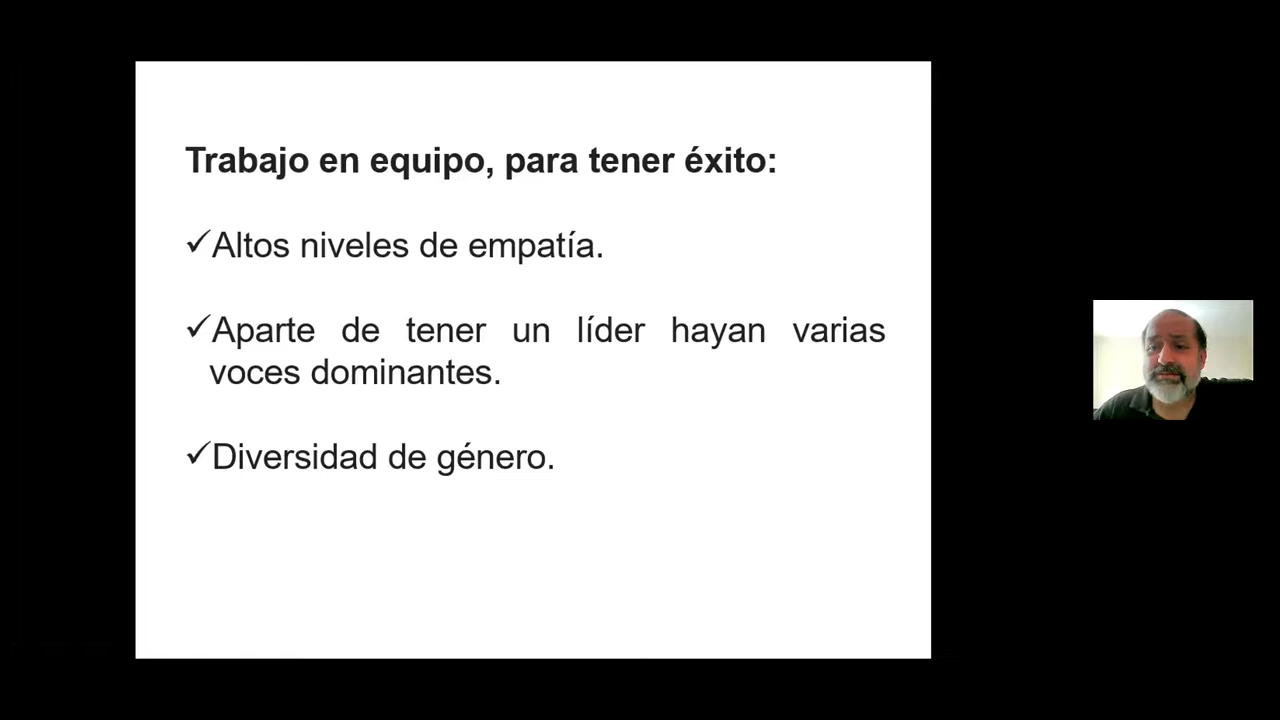 Trabajo en equipo, para tener éxito:
✓Altos niveles de empatía.
✓Aparte de tener un líder hayan varias
voces dominantes.
✓Diversidad de género.